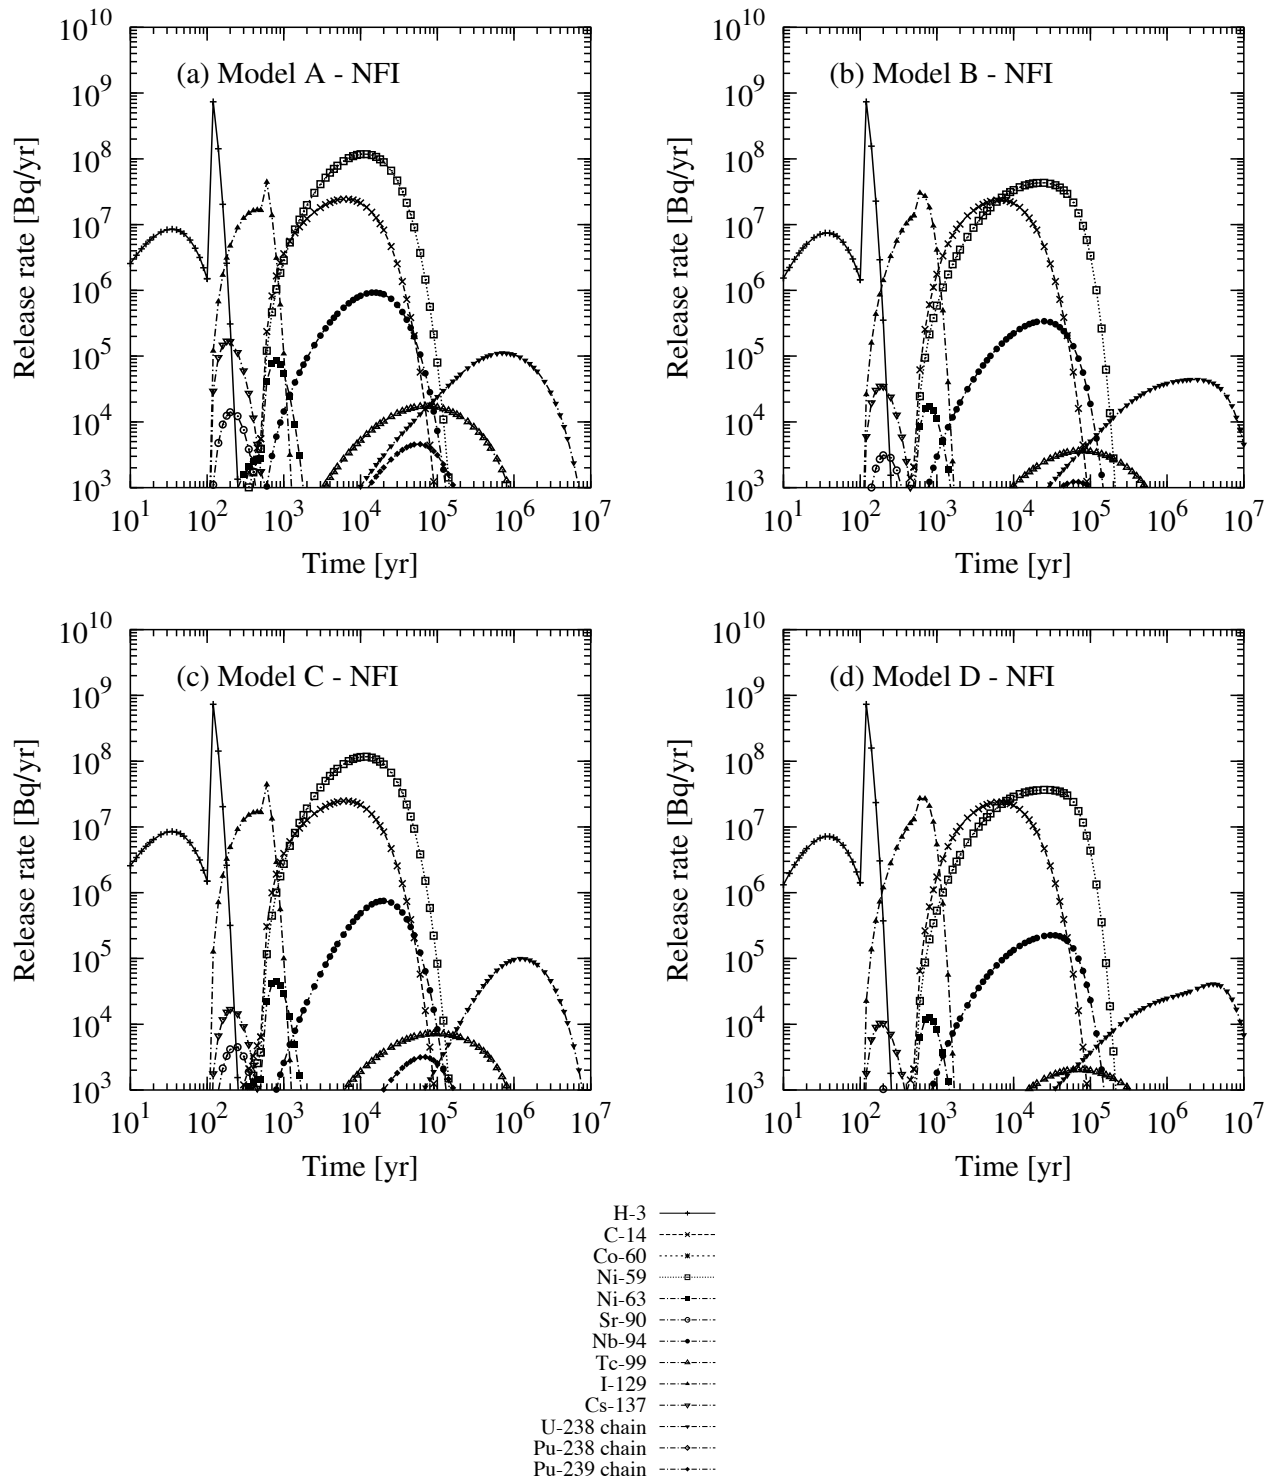 (a) Model A - NFI
Release rate [Bq/yr]
10^10
10^9
10^8
10^7
10^6
10^5
10^4
10^3
10^1 10^2 10^3 10^4 10^5 10^6 10^7
Time [yr]
(b) Model B - NFI
Release rate [Bq/yr]
10^10
10^9
10^8
10^7
10^6
10^5
10^4
10^3
10^1 10^2 10^3 10^4 10^5 10^6 10^7
Time [yr]
(c) Model C - NFI
Release rate [Bq/yr]
10^10
10^9
10^8
10^7
10^6
10^5
10^4
10^3
10^1 10^2 10^3 10^4 10^5 10^6 10^7
Time [yr]
(d) Model D - NFI
Release rate [Bq/yr]
10^10
10^9
10^8
10^7
10^6
10^5
10^4
10^3
10^1 10^2 10^3 10^4 10^5 10^6 10^7
Time [yr]
H-3
C-14
Co-60
Ni-59
Ni-63
Sr-90
Nb-94
Tc-99
I-129
Cs-137
U-238 chain
Pu-238 chain
Pu-239 chain